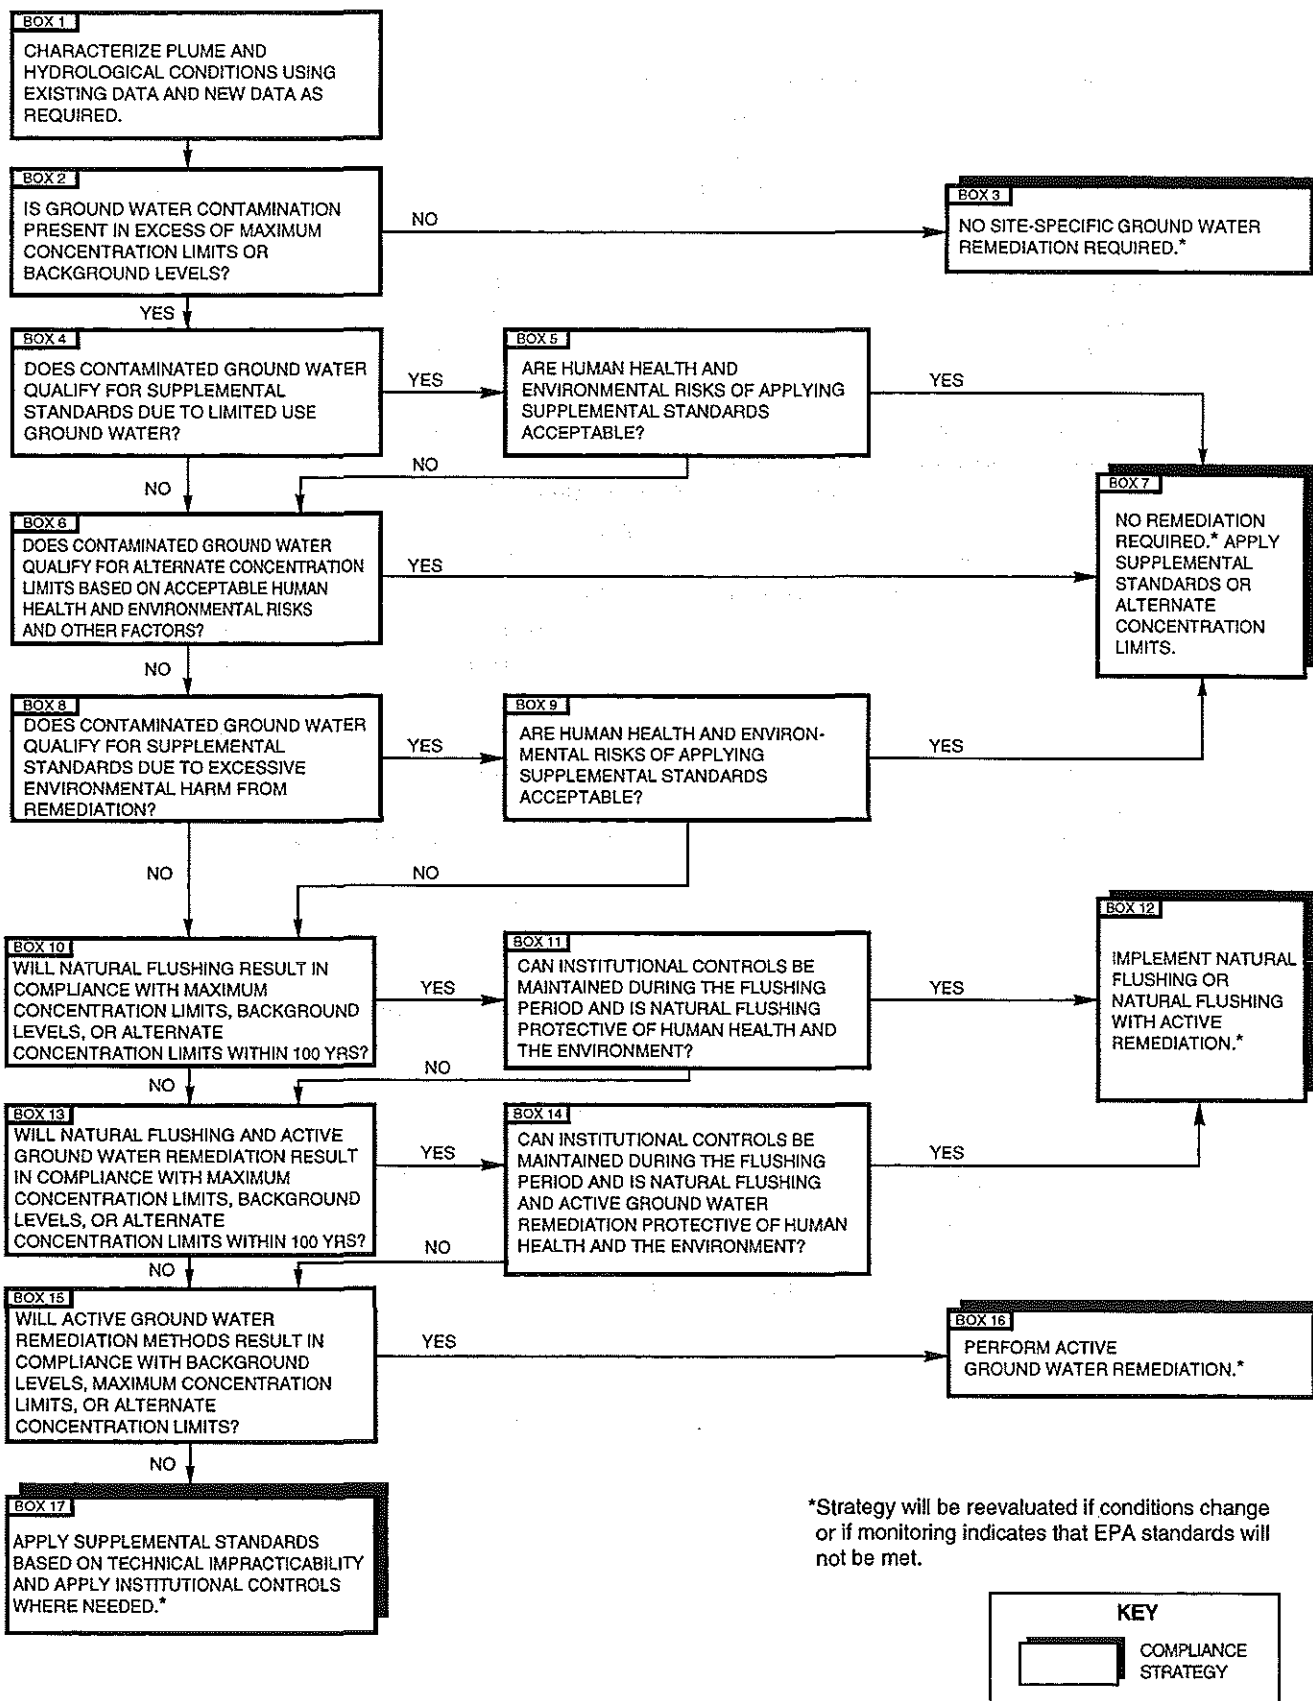 BOX 1
CHARACTERIZE PLUME AND
HYDROLOGICAL CONDITIONS USING
EXISTING DATA AND NEW DATA AS
REQUIRED.
BOX 2
IS GROUND WATER CONTAMINATION
PRESENT IN EXCESS OF MAXIMUM
CONCENTRATION LIMITS OR
BACKGROUND LEVELS?
NO
BOX 3
NO SITE-SPECIFIC GROUND WATER
REMEDIATION REQUIRED.*
YES
BOX 4
DOES CONTAMINATED GROUND WATER
QUALIFY FOR SUPPLEMENTAL
STANDARDS DUE TO LIMITED USE
GROUND WATER?
YES
BOX 5
ARE HUMAN HEALTH AND
ENVIRONMENTAL RISKS OF APPLYING
SUPPLEMENTAL STANDARDS
ACCEPTABLE?
YES
NO
NO
BOX 6
DOES CONTAMINATED GROUND WATER
QUALIFY FOR ALTERNATE CONCENTRATION
LIMITS BASED ON ACCEPTABLE HUMAN
HEALTH AND ENVIRONMENTAL RISKS
AND OTHER FACTORS?
YES
BOX 7
NO REMEDIATION
REQUIRED.* APPLY
SUPPLEMENTAL
STANDARDS OR
ALTERNATE
CONCENTRATION
LIMITS.
NO
BOX 8
DOES CONTAMINATED GROUND WATER
QUALIFY FOR SUPPLEMENTAL
STANDARDS DUE TO EXCESSIVE
ENVIRONMENTAL HARM FROM
REMEDIATION?
YES
BOX 9
ARE HUMAN HEALTH AND ENVIRON-
MENTAL RISKS OF APPLYING
SUPPLEMENTAL STANDARDS
ACCEPTABLE?
YES
NO
NO
BOX 10
WILL NATURAL FLUSHING RESULT IN
COMPLIANCE WITH MAXIMUM
CONCENTRATION LIMITS, BACKGROUND
LEVELS, OR ALTERNATE
CONCENTRATION LIMITS WITHIN 100 YRS?
YES
BOX 11
CAN INSTITUTIONAL CONTROLS BE
MAINTAINED DURING THE FLUSHING
PERIOD AND IS NATURAL FLUSHING
PROTECTIVE OF HUMAN HEALTH AND
THE ENVIRONMENT?
YES
BOX 12
IMPLEMENT NATURAL
FLUSHING OR
NATURAL FLUSHING
WITH ACTIVE
REMEDIATION.*
NO
NO
BOX 13
WILL NATURAL FLUSHING AND ACTIVE
GROUND WATER REMEDIATION RESULT
IN COMPLIANCE WITH MAXIMUM
CONCENTRATION LIMITS, BACKGROUND
LEVELS, OR ALTERNATE
CONCENTRATION LIMITS WITHIN 100 YRS?
YES
BOX 14
CAN INSTITUTIONAL CONTROLS BE
MAINTAINED DURING THE FLUSHING
PERIOD AND IS NATURAL FLUSHING
AND ACTIVE GROUND WATER
REMEDIATION PROTECTIVE OF HUMAN
HEALTH AND THE ENVIRONMENT?
YES
NO
NO
BOX 15
WILL ACTIVE GROUND WATER
REMEDIATION METHODS RESULT IN
COMPLIANCE WITH BACKGROUND
LEVELS, MAXIMUM CONCENTRATION
LIMITS, OR ALTERNATE
CONCENTRATION LIMITS?
YES
BOX 16
PERFORM ACTIVE
GROUND WATER REMEDIATION.*
NO
BOX 17
APPLY SUPPLEMENTAL STANDARDS
BASED ON TECHNICAL IMPRACTICABILITY
AND APPLY INSTITUTIONAL CONTROLS
WHERE NEEDED.*
*Strategy will be reevaluated if conditions change
or if monitoring indicates that EPA standards will
not be met.
KEY
COMPLIANCE
STRATEGY